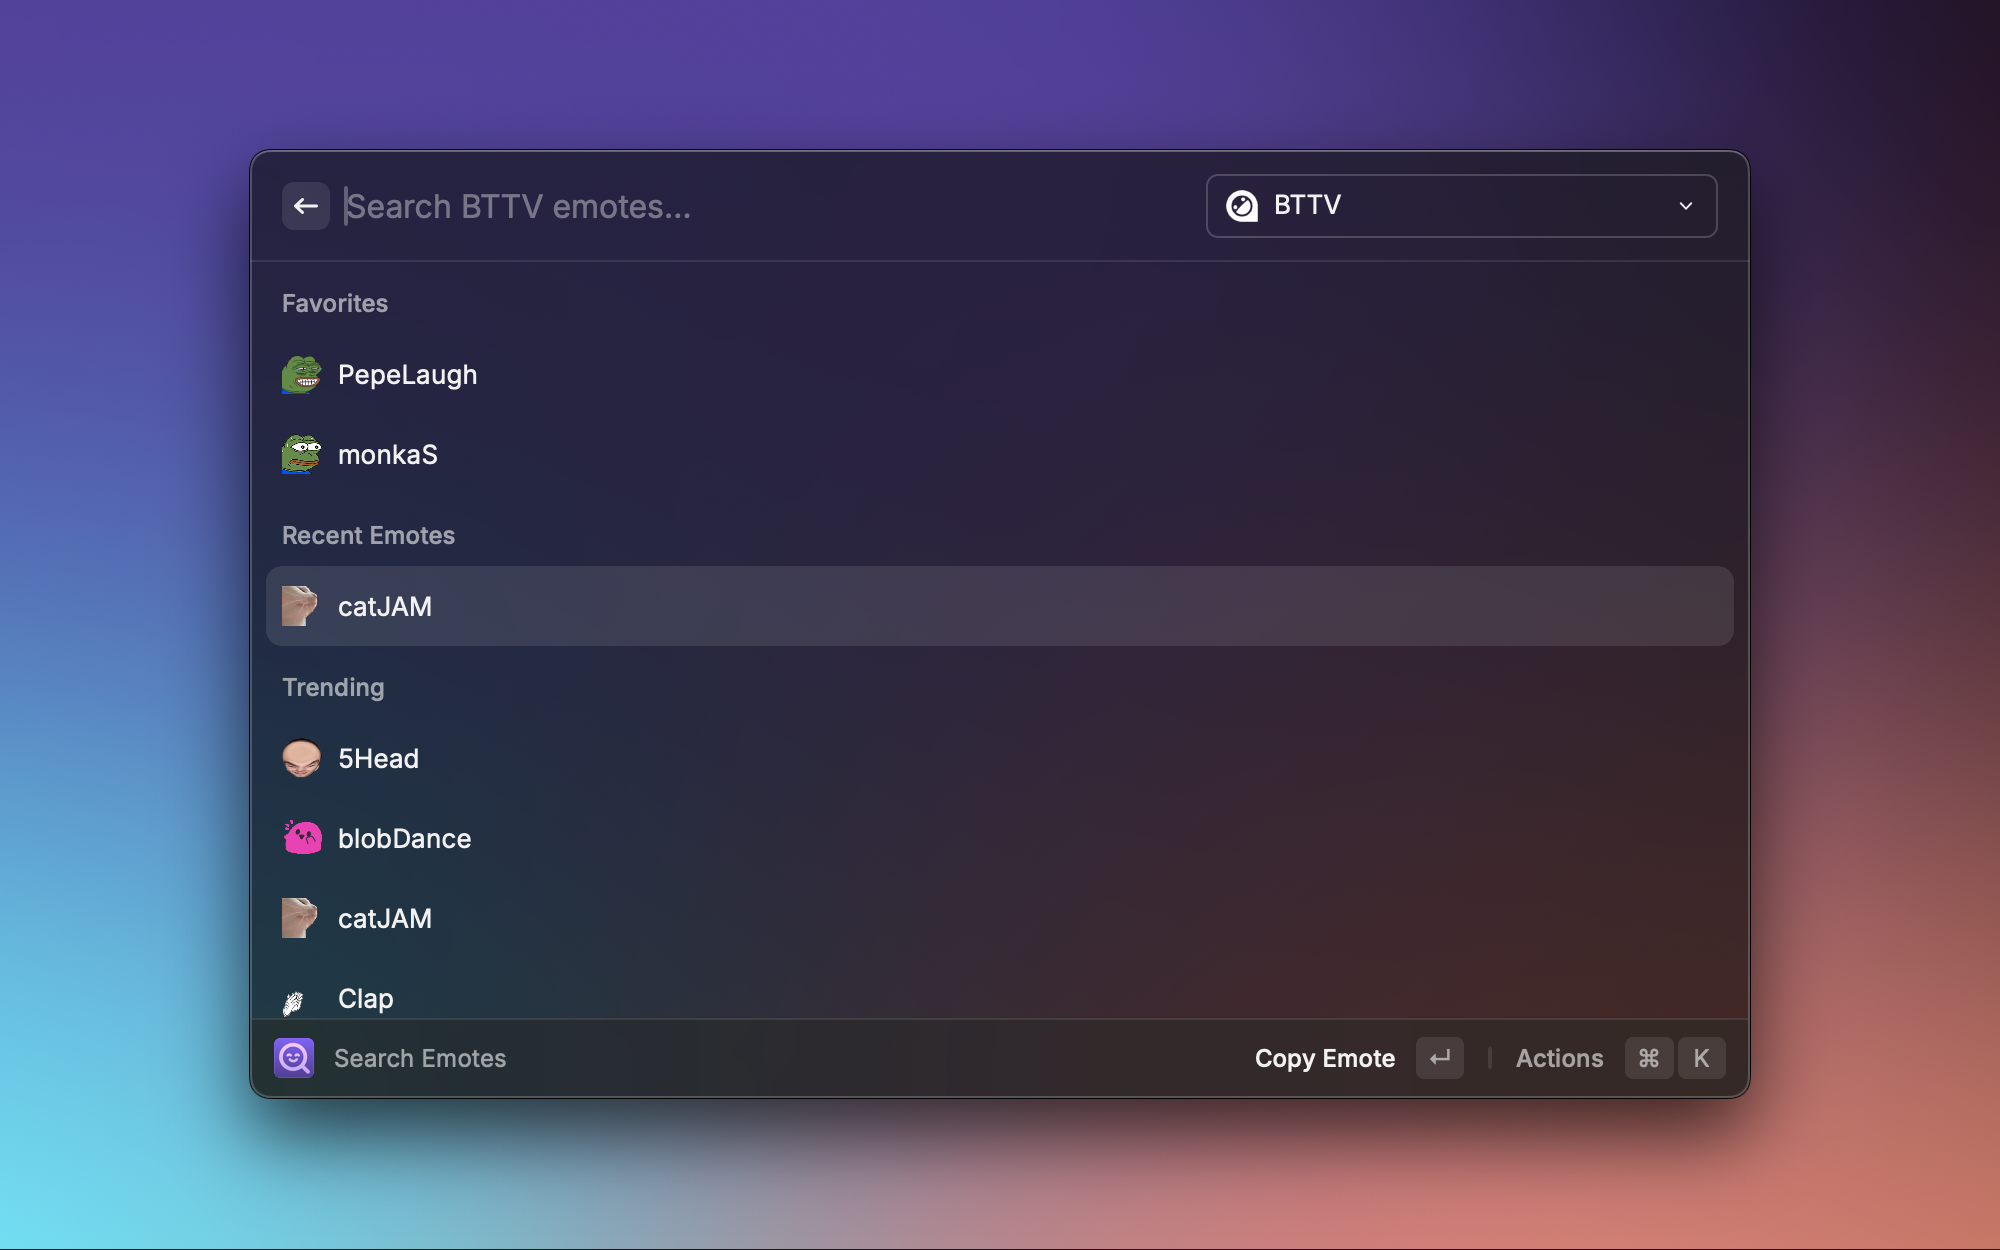 Search BTTV emotes...
BTTV
Favorites
PepeLaugh
monkaS
Recent Emotes
catJAM
Trending
5Head
blobDance
catJAM
Clap
Search Emotes
Copy Emote ↵
Actions ⌘ K